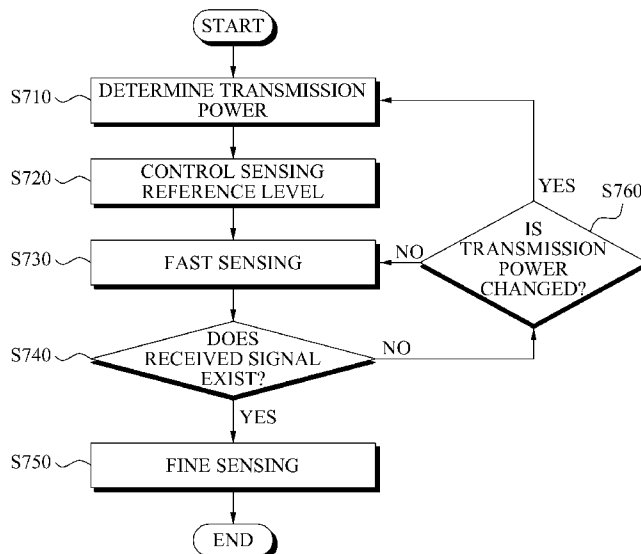 START
S710
DETERMINE TRANSMISSION
POWER
S720
CONTROL SENSING
REFERENCE LEVEL
YES
S760
S730
FAST SENSING
NO
IS
TRANSMISSION
POWER
CHANGED?
S740
DOES
RECEIVED SIGNAL
EXIST?
NO
YES
S750
FINE SENSING
END